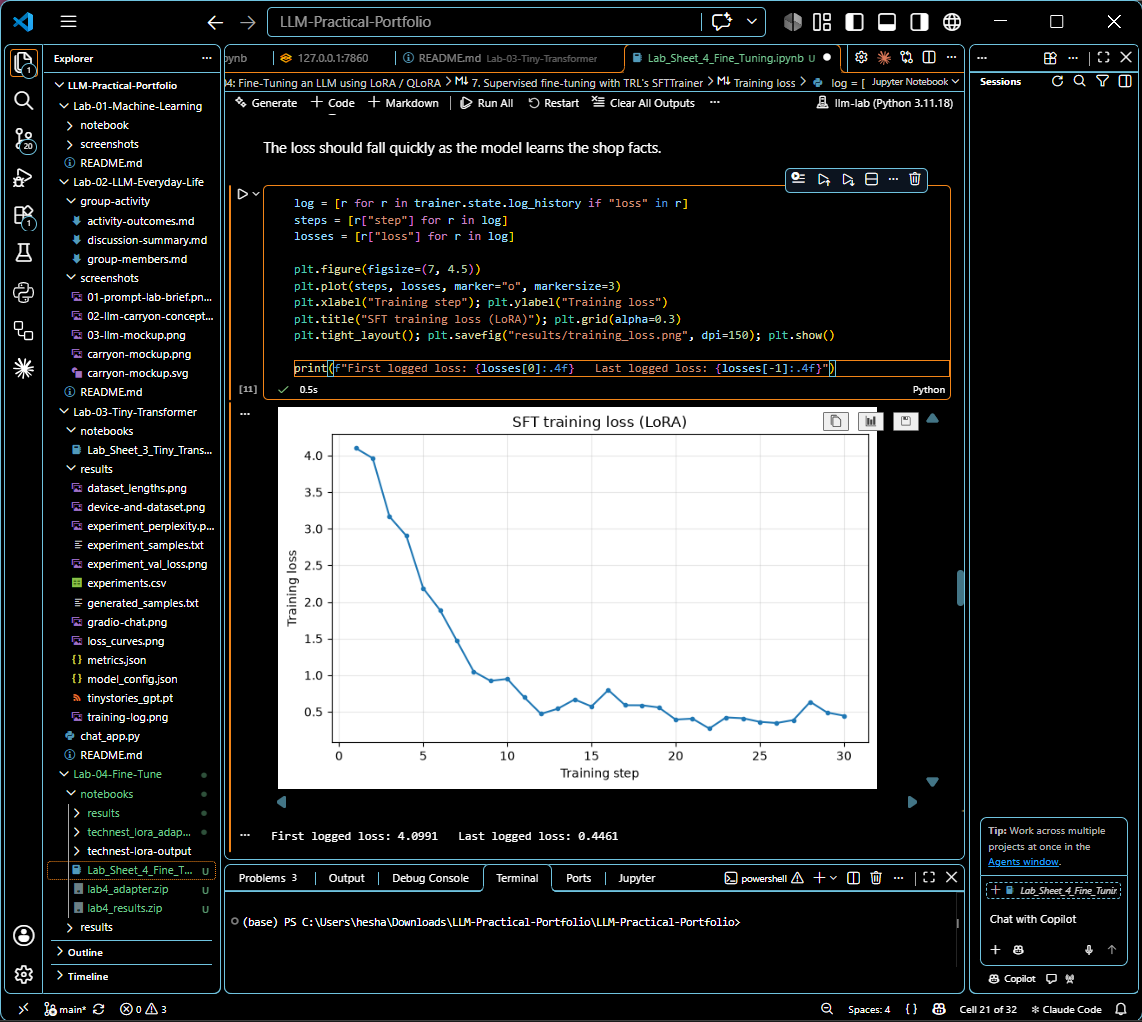 LLM-Practical-Portfolio
Explorer
LLM-Practical-Portfolio
Lab-01-Machine-Learning
notebook
screenshots
README.md
Lab-02-LLM-Everyday-Life
group-activity
activity-outcomes.md
discussion-summary.md
group-members.md
screenshots
01-prompt-lab-brief.pn...
02-llm-carryon-concept...
03-llm-mockup.png
carryon-mockup.png
carryon-mockup.svg
README.md
Lab-03-Tiny-Transformer
notebooks
Lab_Sheet_3_Tiny_Trans...
results
dataset_lengths.png
device-and-dataset.png
experiment_perplexity.p...
experiment_samples.txt
experiment_val_loss.png
experiments.csv
generated_samples.txt
gradio-chat.png
loss_curves.png
metrics.json
model_config.json
tinystories_gpt.pt
training-log.png
chat_app.py
README.md
Lab-04-Fine-Tune
notebooks
results
technest_lora_adap...
technest-lora-output
Lab_Sheet_4_Fine_T... U
lab4_adapter.zip U
lab4_results.zip U
results
Outline
Timeline
1
20
1
pynb
127.0.0.1:7860
README.md Lab-03-Tiny-Transformer
Lab_Sheet_4_Fine_Tuning.ipynb U
4: Fine-Tuning an LLM using LoRA / QLoRA > M↓ 7. Supervised fine-tuning with TRL's SFTTrainer > M↓ Training loss > log = [ Jupyter Notebook
Generate + Code + Markdown Run All Restart Clear All Outputs ... llm-lab (Python 3.11.18)
The loss should fall quickly as the model learns the shop facts.
log = [r for r in trainer.state.log_history if "loss" in r]
steps = [r["step"] for r in log]
losses = [r["loss"] for r in log]
plt.figure(figsize=(7, 4.5))
plt.plot(steps, losses, marker="o", markersize=3)
plt.xlabel("Training step"); plt.ylabel("Training loss")
plt.title("SFT training loss (LoRA)"); plt.grid(alpha=0.3)
plt.tight_layout(); plt.savefig("results/training_loss.png", dpi=150); plt.show()
print(f"First logged loss: {losses[0]:.4f}   Last logged loss: {losses[-1]:.4f}")
[11] 0.5s Python
SFT training loss (LoRA)
4.0
3.5
3.0
2.5
2.0
1.5
1.0
0.5
Training loss
0 5 10 15 20 25 30
Training step
First logged loss: 4.0991   Last logged loss: 0.4461
Problems 3 Output Debug Console Terminal Ports Jupyter powershell
(base) PS C:\Users\hesha\Downloads\LLM-Practical-Portfolio\LLM-Practical-Portfolio>
Sessions
Tip: Work across multiple
projects at once in the
Agents window.
Lab_Sheet_4_Fine_Tunir
Chat with Copilot
Copilot
main* 0 3 Spaces: 4 {} Cell 21 of 32 Claude Code